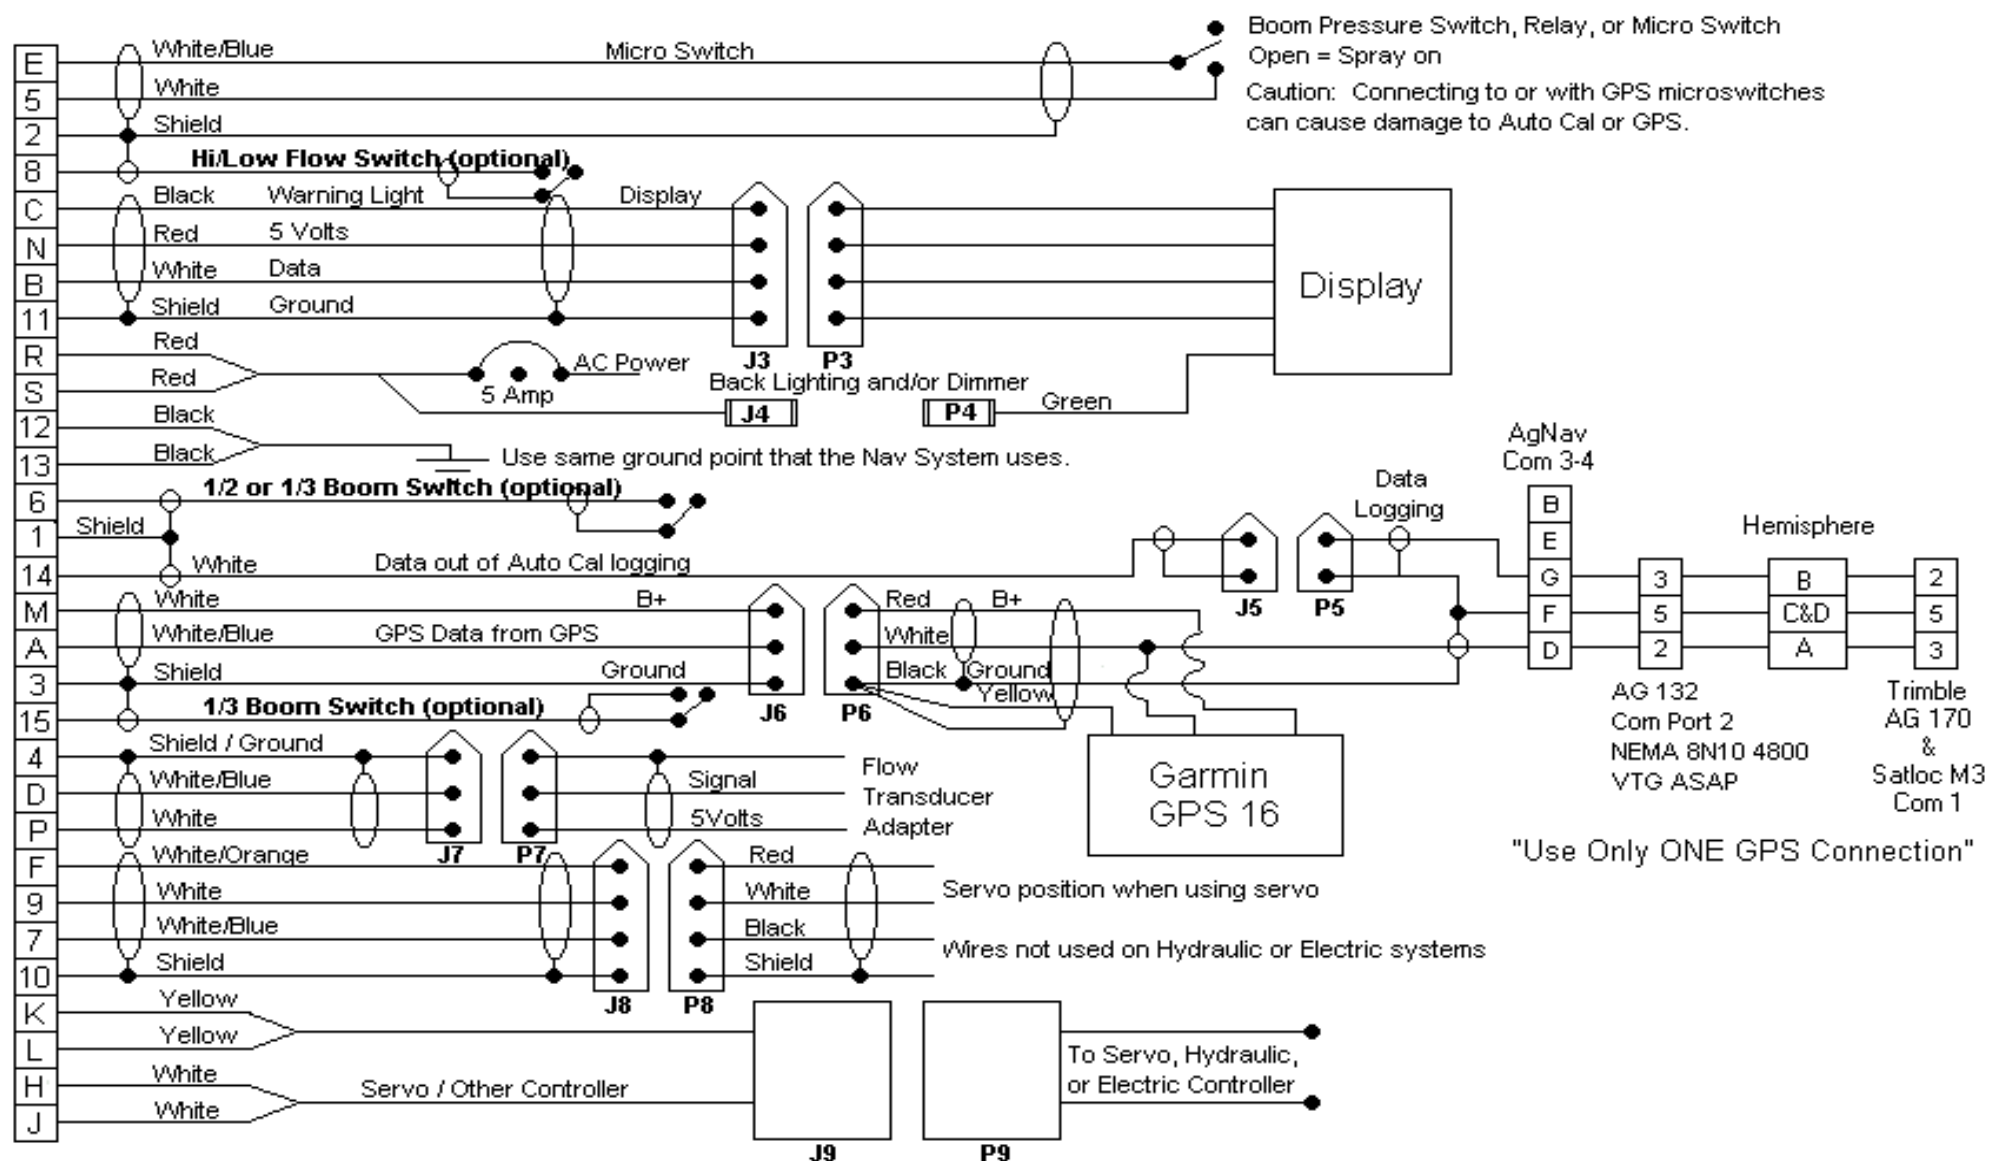 Boom Pressure Switch, Relay, or Micro Switch
Open = Spray on
Caution: Connecting to or with GPS microswitches
can cause damage to Auto Cal or GPS.
E White/Blue Micro Switch
5 White
2 Shield
8 Hi/Low Flow Switch (optional)
C Black Warning Light Display
N Red 5 Volts
B White Data
11 Shield Ground
J3 P3
Display
R Red
S Red
5 Amp
AC Power
Back Lighting and/or Dimmer
J4 P4 Green
12 Black
13 Black
Use same ground point that the Nav System uses.
6 1/2 or 1/3 Boom Switch (optional)
1 Shield
14 White Data out of Auto Cal logging
J5 P5
Data
Logging
AgNav
Com 3-4
B
E
G
F
D
3
5
2
Hemisphere
B
C&D
A
2
5
3
AG 132
Com Port 2
NEMA 8N10 4800
VTG ASAP
Trimble
AG 170
&
Satloc M3
Com 1
"Use Only ONE GPS Connection"
M White B+
A White/Blue GPS Data from GPS
3 Shield Ground
15 1/3 Boom Switch (optional)
J6 P6
Red B+
White
Black Ground
Yellow
Garmin
GPS 16
4 Shield / Ground
D White/Blue
P White
J7 P7
Signal
5Volts
Flow
Transducer
Adapter
F White/Orange
9 White
7 White/Blue
10 Shield
J8 P8
Red
White
Black
Shield
Servo position when using servo
Wires not used on Hydraulic or Electric systems
K Yellow
L Yellow
H White
J White
Servo / Other Controller
J9 P9
To Servo, Hydraulic,
or Electric Controller